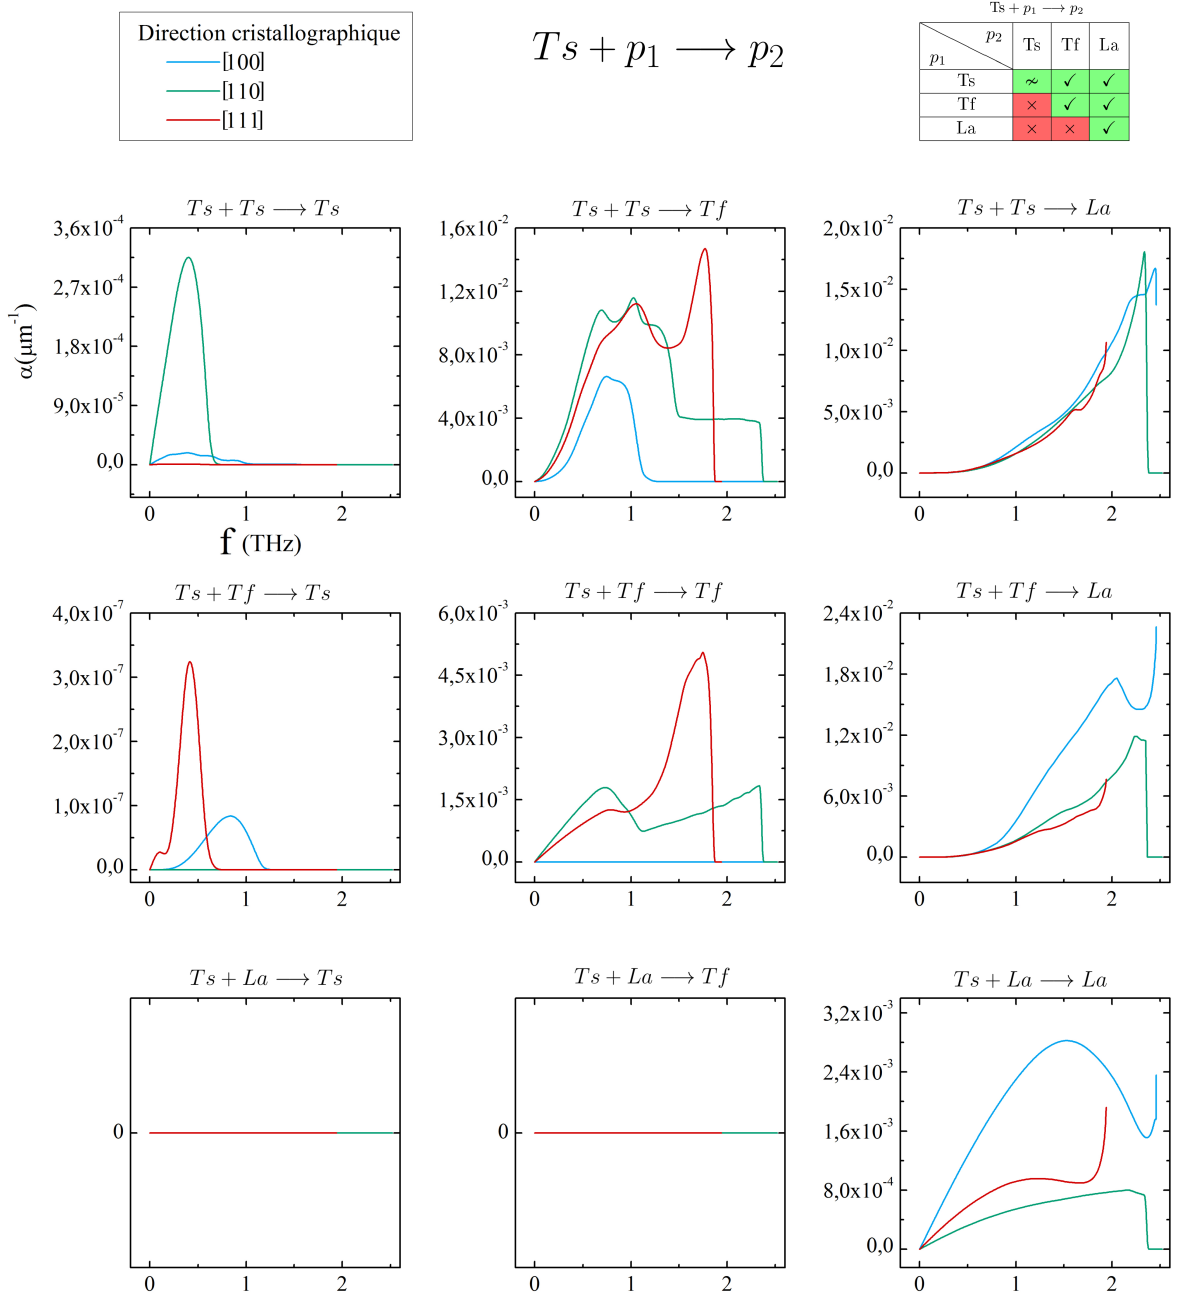 Direction cristallographique
[100]
[110]
[111]
Ts + p₁ ⟶ p₂
Ts + p₁ ⟶ p₂
p₂ Ts Tf La
p₁
Ts ≁ ✓ ✓
Tf × ✓ ✓
La × × ✓
Ts + Ts ⟶ Ts
3,6x10⁻⁴
2,7x10⁻⁴
1,8x10⁻⁴
9,0x10⁻⁵
0,0
α(μm⁻¹)
0 1 2
f (THz)
Ts + Ts ⟶ Tf
1,6x10⁻²
1,2x10⁻²
8,0x10⁻³
4,0x10⁻³
0,0
0 1 2
Ts + Ts ⟶ La
2,0x10⁻²
1,5x10⁻²
1,0x10⁻²
5,0x10⁻³
0,0
0 1 2
Ts + Tf ⟶ Ts
4,0x10⁻⁷
3,0x10⁻⁷
2,0x10⁻⁷
1,0x10⁻⁷
0,0
0 1 2
Ts + Tf ⟶ Tf
6,0x10⁻³
4,5x10⁻³
3,0x10⁻³
1,5x10⁻³
0,0
0 1 2
Ts + Tf ⟶ La
2,4x10⁻²
1,8x10⁻²
1,2x10⁻²
6,0x10⁻³
0,0
0 1 2
Ts + La ⟶ Ts
0
0 1 2
Ts + La ⟶ Tf
0
0 1 2
Ts + La ⟶ La
3,2x10⁻³
2,4x10⁻³
1,6x10⁻³
8,0x10⁻⁴
0,0
0 1 2